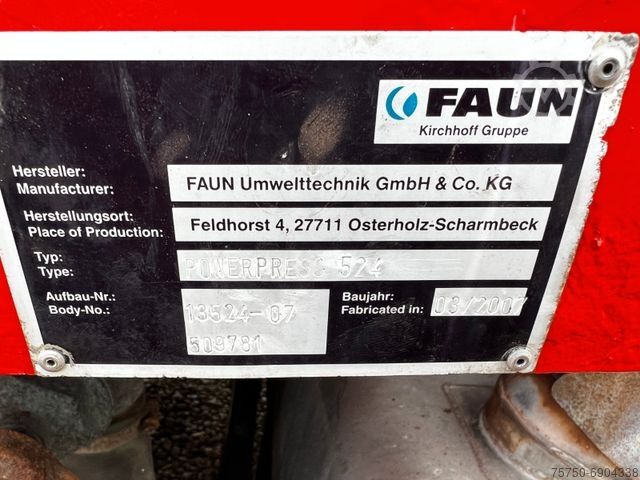 FAUN
Kirchhoff Gruppe
Hersteller:
Manufacturer:
FAUN Umwelttechnik GmbH & Co. KG
Herstellungsort:
Place of Production:
Feldhorst 4, 27711 Osterholz-Scharmbeck
Typ:
Type:
POWERPRESS 524
Aufbau-Nr.:
Body-No.:
13524-07
509781
Baujahr:
Fabricated in:
03/2007
75750-5904338